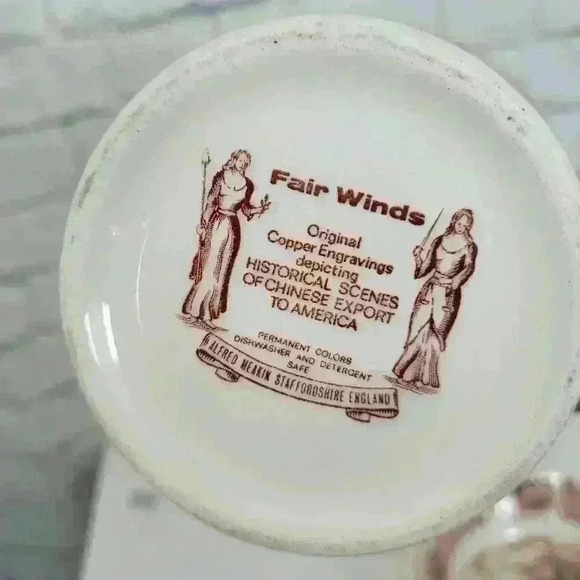 Fair Winds
Original
Copper Engravings
depicting
HISTORICAL SCENES
OF CHINESE EXPORT
TO AMERICA
PERMANENT COLORS
DISHWASHER AND DETERGENT
SAFE
ALFRED MEAKIN STAFFORDSHIRE ENGLAND